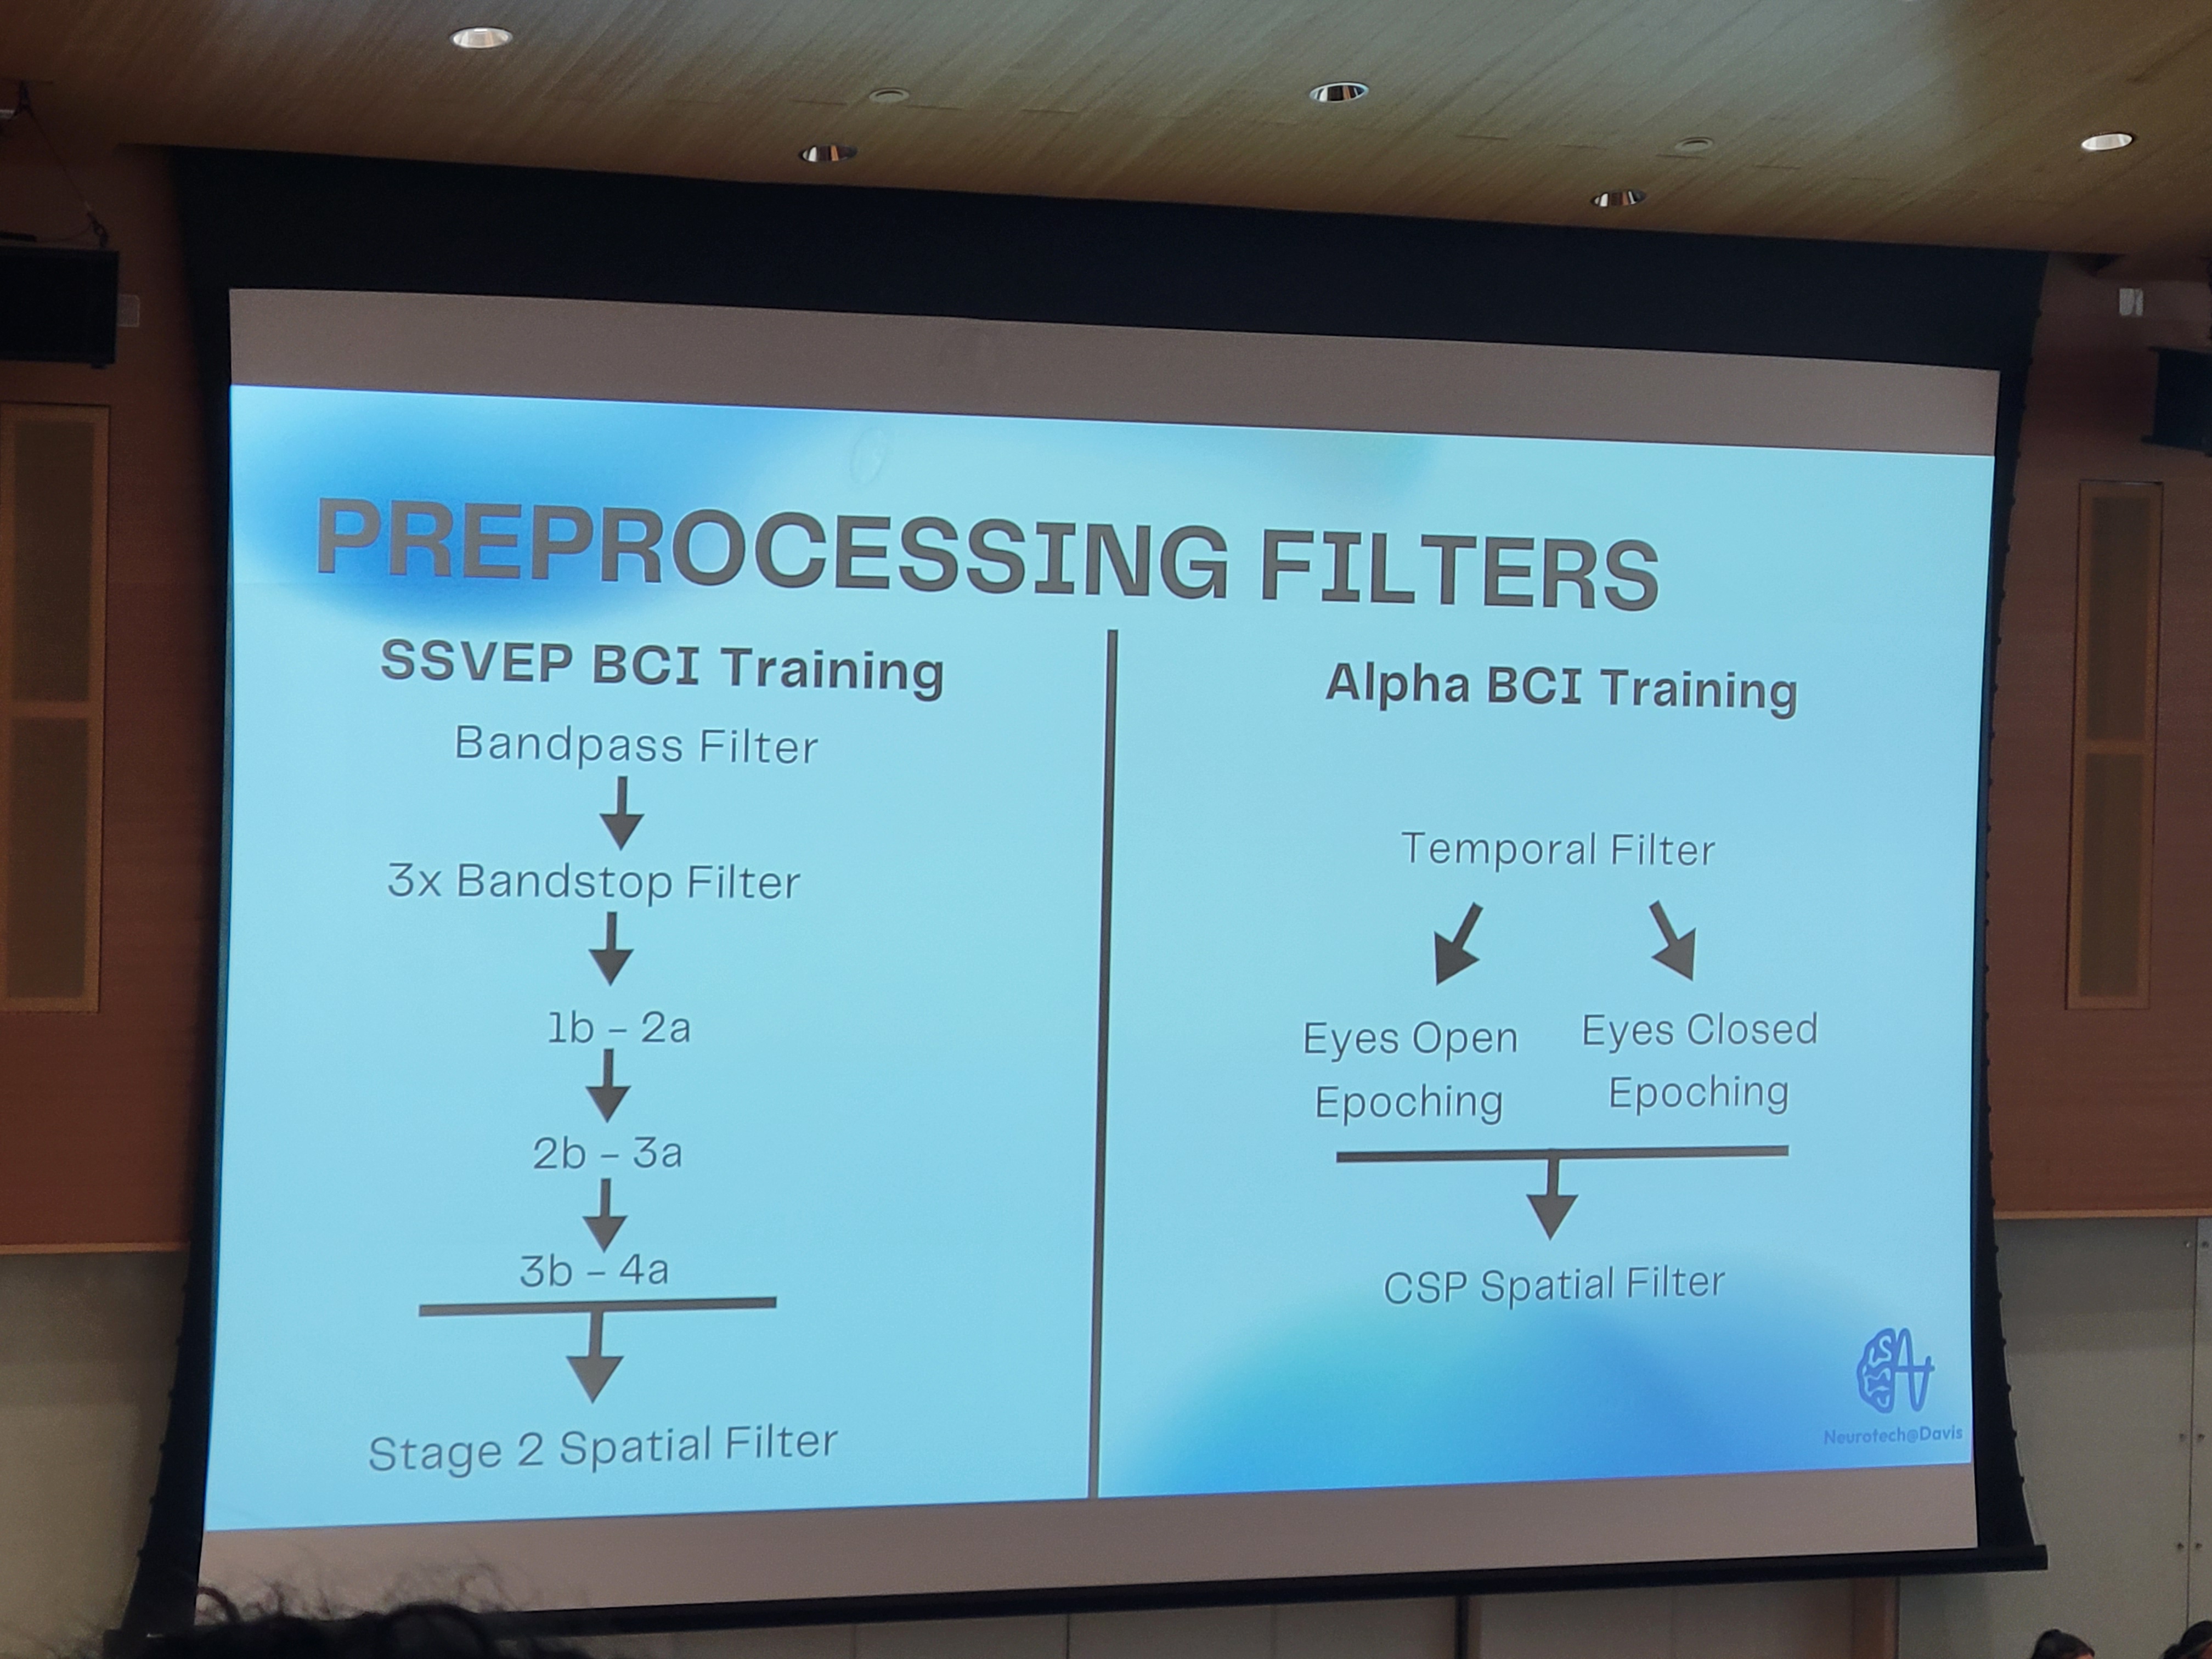 PREPROCESSING FILTERS
SSVEP BCI Training
Bandpass Filter
3x Bandstop Filter
1b – 2a
2b – 3a
3b – 4a
Stage 2 Spatial Filter
Alpha BCI Training
Temporal Filter
Eyes Open
Epoching
Eyes Closed
Epoching
CSP Spatial Filter
Neurotech@Davis